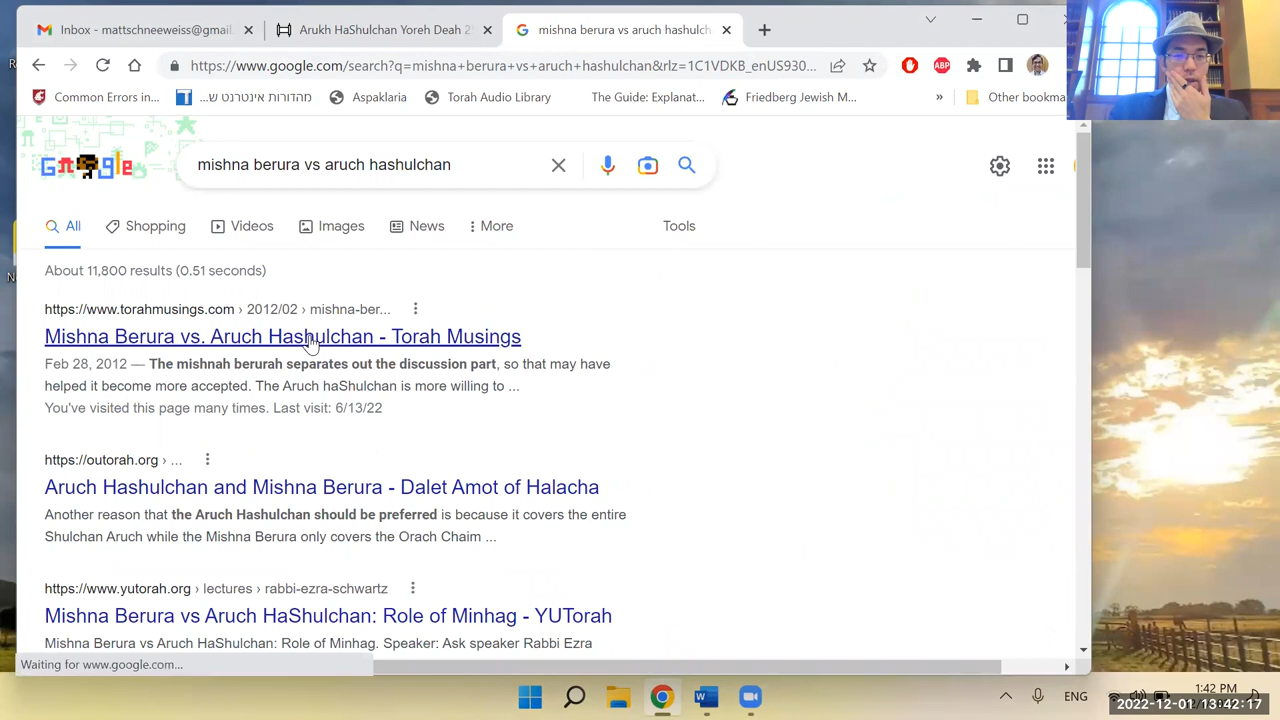 Inbox - mattschneeweiss@gmail.
Arukh HaShulchan Yoreh Deah 2
mishna berura vs aruch hashulch
https://www.google.com/search?q=mishna+berura+vs+aruch+hashulchan&rlz=1C1VDKB_enUS930...
ABP
Common Errors in...
מהדורות אינטרנט ש...
Aspaklaria
Torah Audio Library
The Guide: Explanat...
Friedberg Jewish M...
»
Other bookma
mishna berura vs aruch hashulchan
All
Shopping
Videos
Images
News
More
Tools
About 11,800 results (0.51 seconds)
https://www.torahmusings.com › 2012/02 › mishna-ber...
Mishna Berura vs. Aruch Hashulchan - Torah Musings
Feb 28, 2012 — The mishnah berurah separates out the discussion part, so that may have
helped it become more accepted. The Aruch haShulchan is more willing to ...
You've visited this page many times. Last visit: 6/13/22
https://outorah.org › ...
Aruch Hashulchan and Mishna Berura - Dalet Amot of Halacha
Another reason that the Aruch Hashulchan should be preferred is because it covers the entire
Shulchan Aruch while the Mishna Berura only covers the Orach Chaim ...
https://www.yutorah.org › lectures › rabbi-ezra-schwartz
Mishna Berura vs Aruch HaShulchan: Role of Minhag - YUTorah
Mishna Berura vs Aruch HaShulchan: Role of Minhag. Speaker: Ask speaker Rabbi Ezra
Waiting for www.google.com...
ENG
1:42 PM
2022-12-01 13:42:17